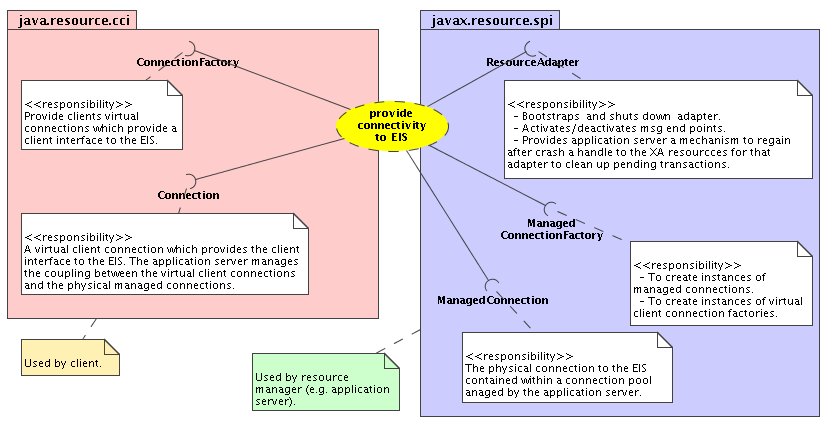 java.resource.cci
ConnectionFactory
<<responsibility>>
Provide clients virtual
connections which provide a
client interface to the EIS.
Connection
<<responsibility>>
A virtual client connection which provides the client
interface to the EIS. The application server manages
the coupling between the virtual client connections
and the physical managed connections.
Used by client.
provide
connectivity
to EIS
javax.resource.spi
ResourceAdapter
<<responsibility>>
- Bootstraps and shuts down adapter.
- Activates/deactivates msg end points.
- Provides application server a mechanism to regain
after crash a handle to the XA resourcces for that
adapter to clean up pending transactions.
Managed
ConnectionFactory
<<responsibility>>
- To create instances of
managed connections.
- To create instances of virtual
client connection factories.
ManagedConnection
<<responsibility>>
The physical connection to the EIS
contained within a connection pool
anaged by the application server.
Used by resource
manager (e.g. application
server).